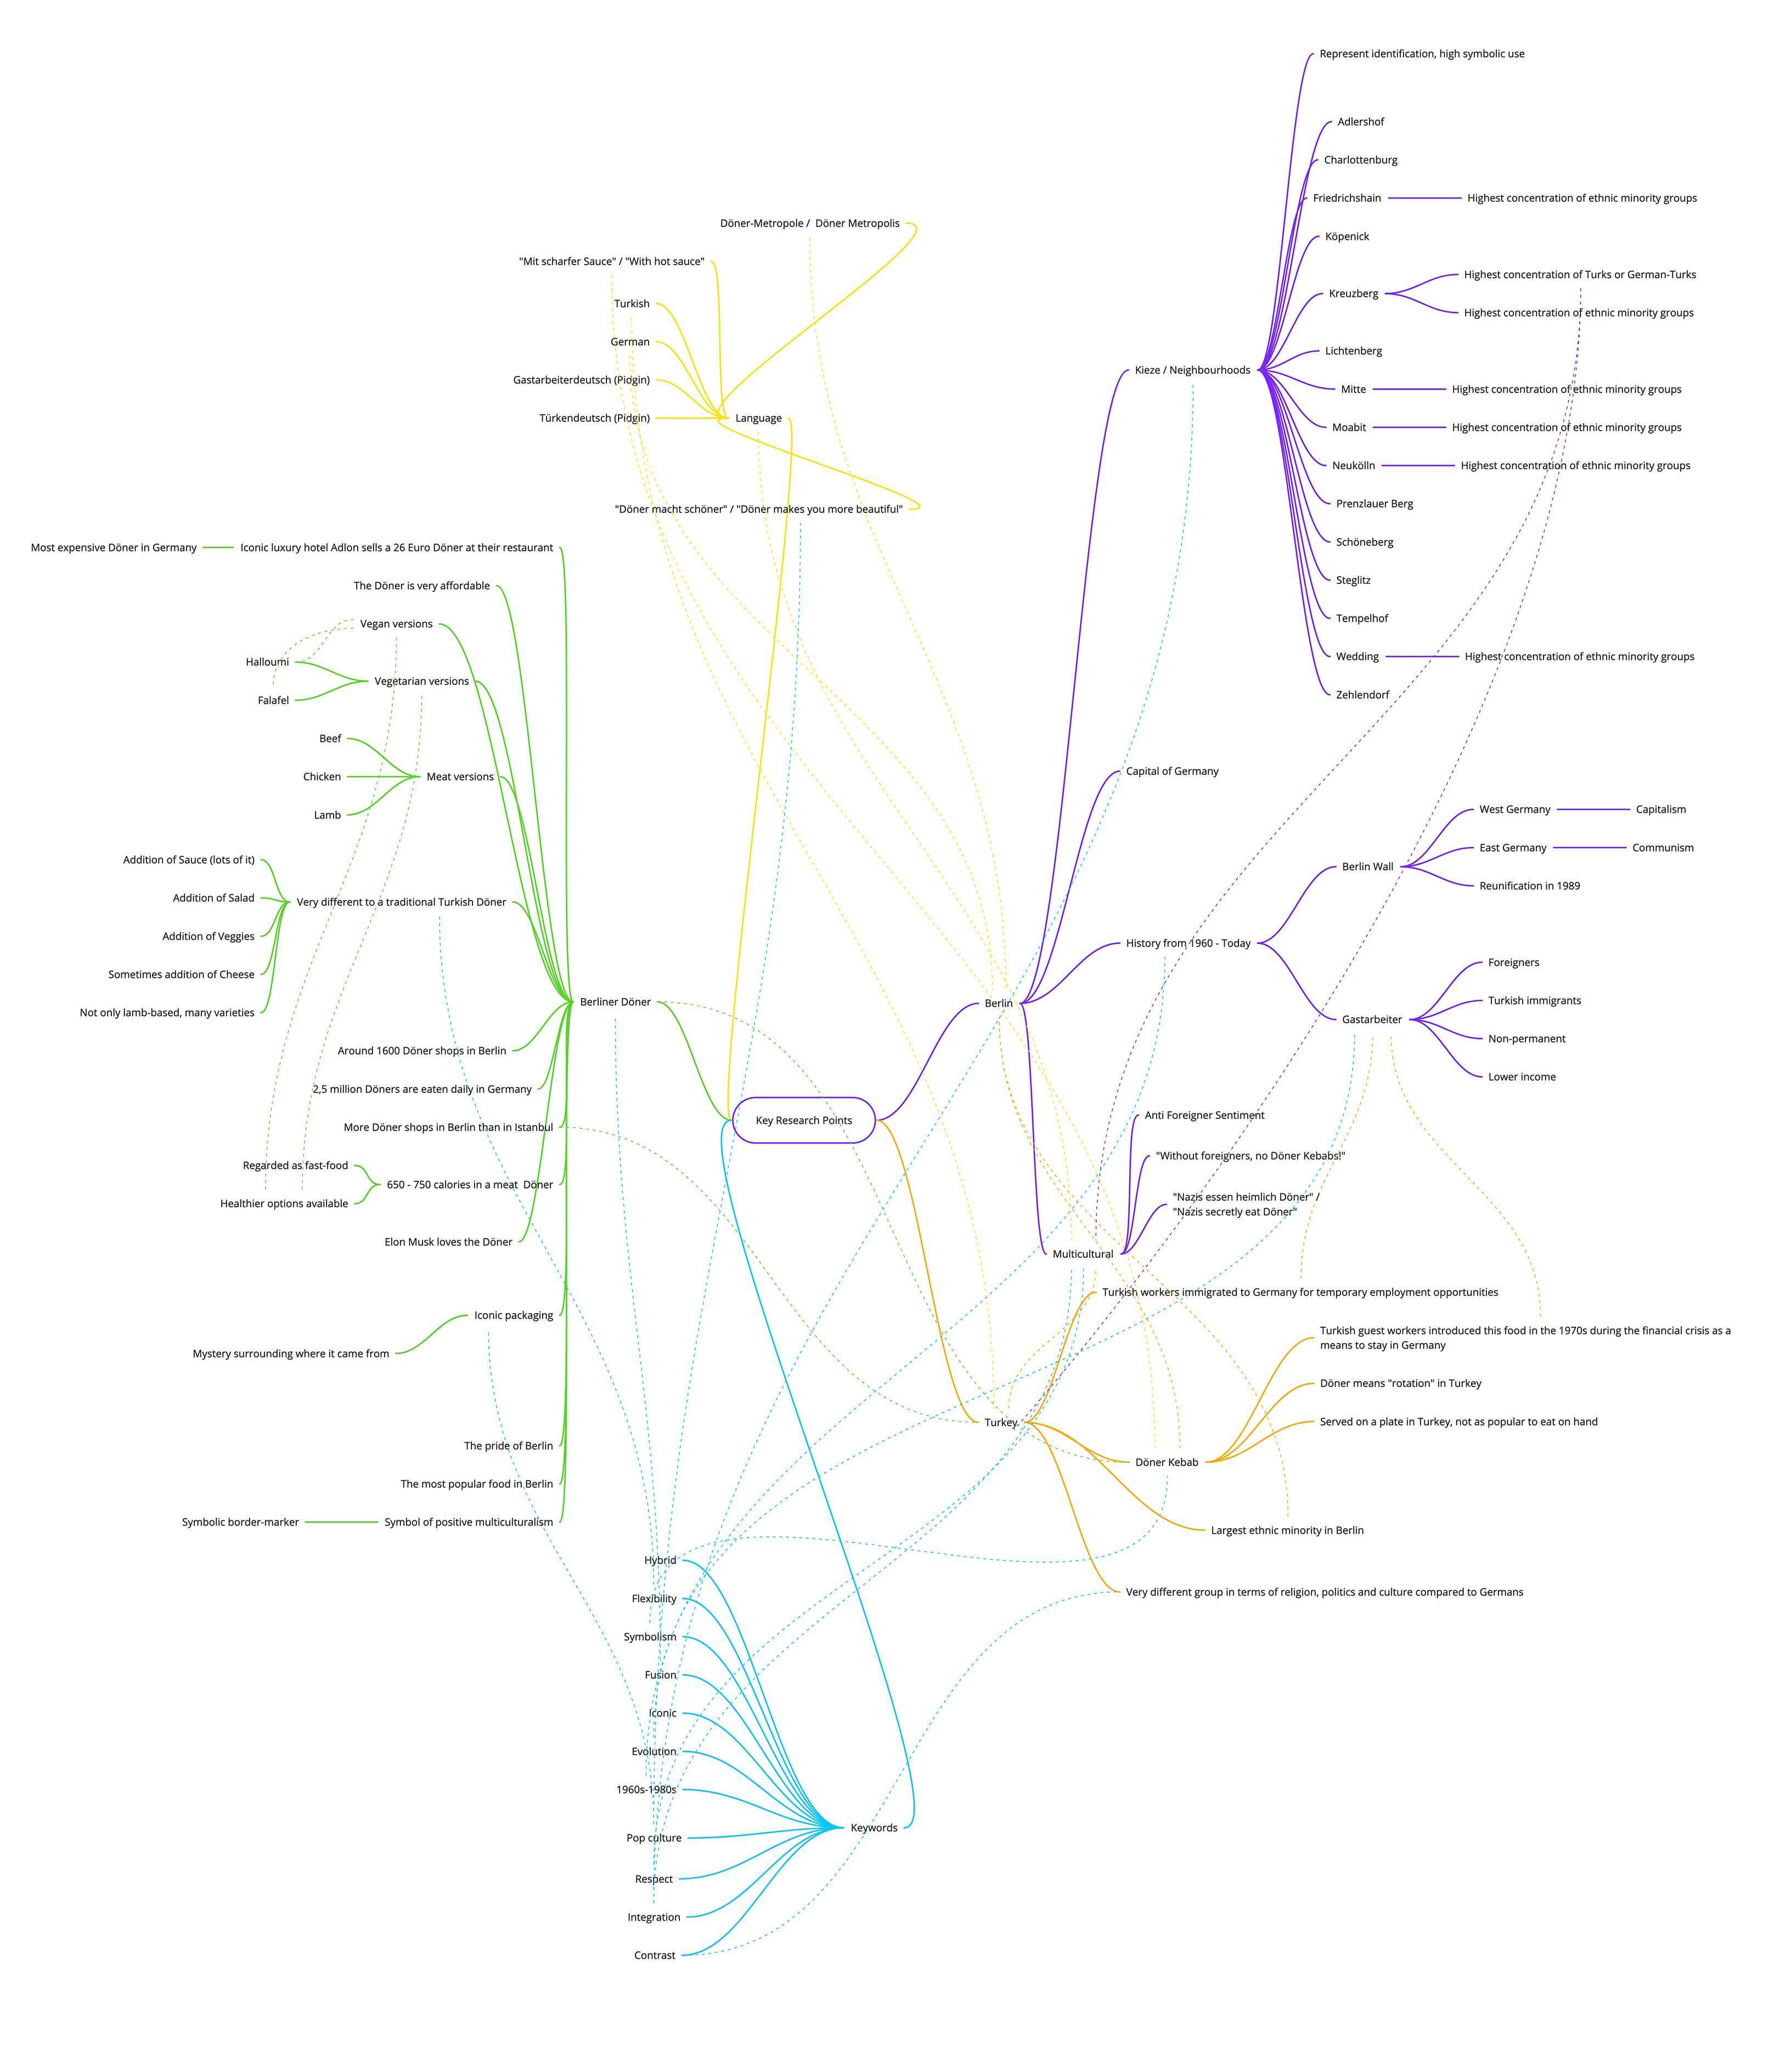 Represent identification, high symbolic use
Adlershof
Charlottenburg
Friedrichshain
Highest concentration of ethnic minority groups
Köpenick
Kreuzberg
Highest concentration of Turks or German-Turks
Highest concentration of ethnic minority groups
Lichtenberg
Kieze / Neighbourhoods
Mitte
Highest concentration of ethnic minority groups
Moabit
Highest concentration of ethnic minority groups
Neukölln
Highest concentration of ethnic minority groups
Prenzlauer Berg
Schöneberg
Steglitz
Tempelhof
Wedding
Highest concentration of ethnic minority groups
Zehlendorf
Döner-Metropole /  Döner Metropolis
"Mit scharfer Sauce" / "With hot sauce"
Turkish
German
Gastarbeiterdeutsch (Pidgin)
Türkendeutsch (Pidgin)
Language
"Döner macht schöner" / "Döner makes you more beautiful"
Most expensive Döner in Germany
Iconic luxury hotel Adlon sells a 26 Euro Döner at their restaurant
The Döner is very affordable
Vegan versions
Halloumi
Vegetarian versions
Falafel
Beef
Chicken
Meat versions
Lamb
Addition of Sauce (lots of it)
Addition of Salad
Very different to a traditional Turkish Döner
Addition of Veggies
Sometimes addition of Cheese
Not only lamb-based, many varieties
Berliner Döner
Around 1600 Döner shops in Berlin
2,5 million Döners are eaten daily in Germany
More Döner shops in Berlin than in Istanbul
Regarded as fast-food
650 - 750 calories in a meat  Döner
Healthier options available
Elon Musk loves the Döner
Iconic packaging
Mystery surrounding where it came from
The pride of Berlin
The most popular food in Berlin
Symbolic border-marker
Symbol of positive multiculturalism
Key Research Points
Berlin
Capital of Germany
History from 1960 - Today
Berlin Wall
West Germany
Capitalism
East Germany
Communism
Reunification in 1989
Gastarbeiter
Foreigners
Turkish immigrants
Non-permanent
Lower income
Multicultural
Anti Foreigner Sentiment
"Without foreigners, no Döner Kebabs!"
"Nazis essen heimlich Döner" /
"Nazis secretly eat Döner"
Turkey
Turkish workers immigrated to Germany for temporary employment opportunities
Döner Kebab
Turkish guest workers introduced this food in the 1970s during the financial crisis as a
means to stay in Germany
Döner means "rotation" in Turkey
Served on a plate in Turkey, not as popular to eat on hand
Largest ethnic minority in Berlin
Very different group in terms of religion, politics and culture compared to Germans
Hybrid
Flexibility
Symbolism
Fusion
Iconic
Evolution
1960s-1980s
Keywords
Pop culture
Respect
Integration
Contrast